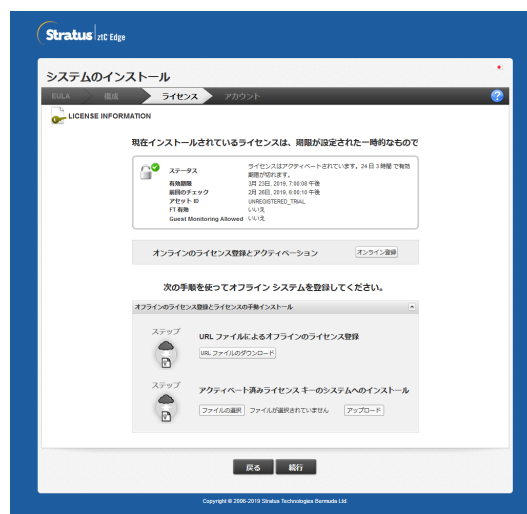 Stratus ztC Edge
システムのインストール
EULA 構成 ライセンス アカウント
LICENSE INFORMATION
現在インストールされているライセンスは、期限が設定された一時的なもので
ステータス ライセンスはアクティベートされています。24 日 3 時間 で有効
期限が切れます。
有効期限 3月 23日, 2019, 7:00:08 午後
前回のチェック 2月 26日, 2019, 6:00:10 午後
アセット ID UNREGISTERED_TRIAL
FT 有効 いいえ
Guest Monitoring Allowed いいえ
オンラインのライセンス登録とアクティベーション オンライン登録
次の手順を使ってオフライン システムを登録してください。
オフラインのライセンス登録とライセンスの手動インストール
ステップ
URL ファイルによるオフラインのライセンス登録
URL ファイルのダウンロード
ステップ
アクティベート済みライセンス キーのシステムへのインストール
ファイルの選択 ファイルが選択されていません アップロード
戻る 続行
Copyright © 2006-2019 Stratus Technologies Bermuda Ltd.